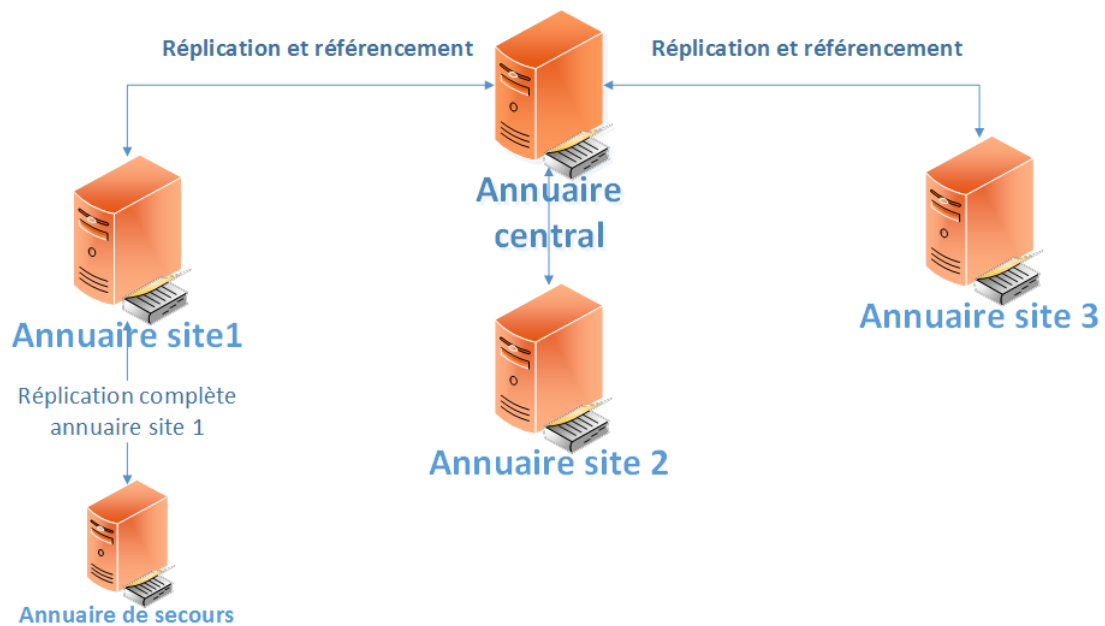 Réplication et référencement
Réplication et référencement
Annuaire
central
Annuaire site1
Annuaire site 3
Réplication complète
annuaire site 1
Annuaire site 2
Annuaire de secours